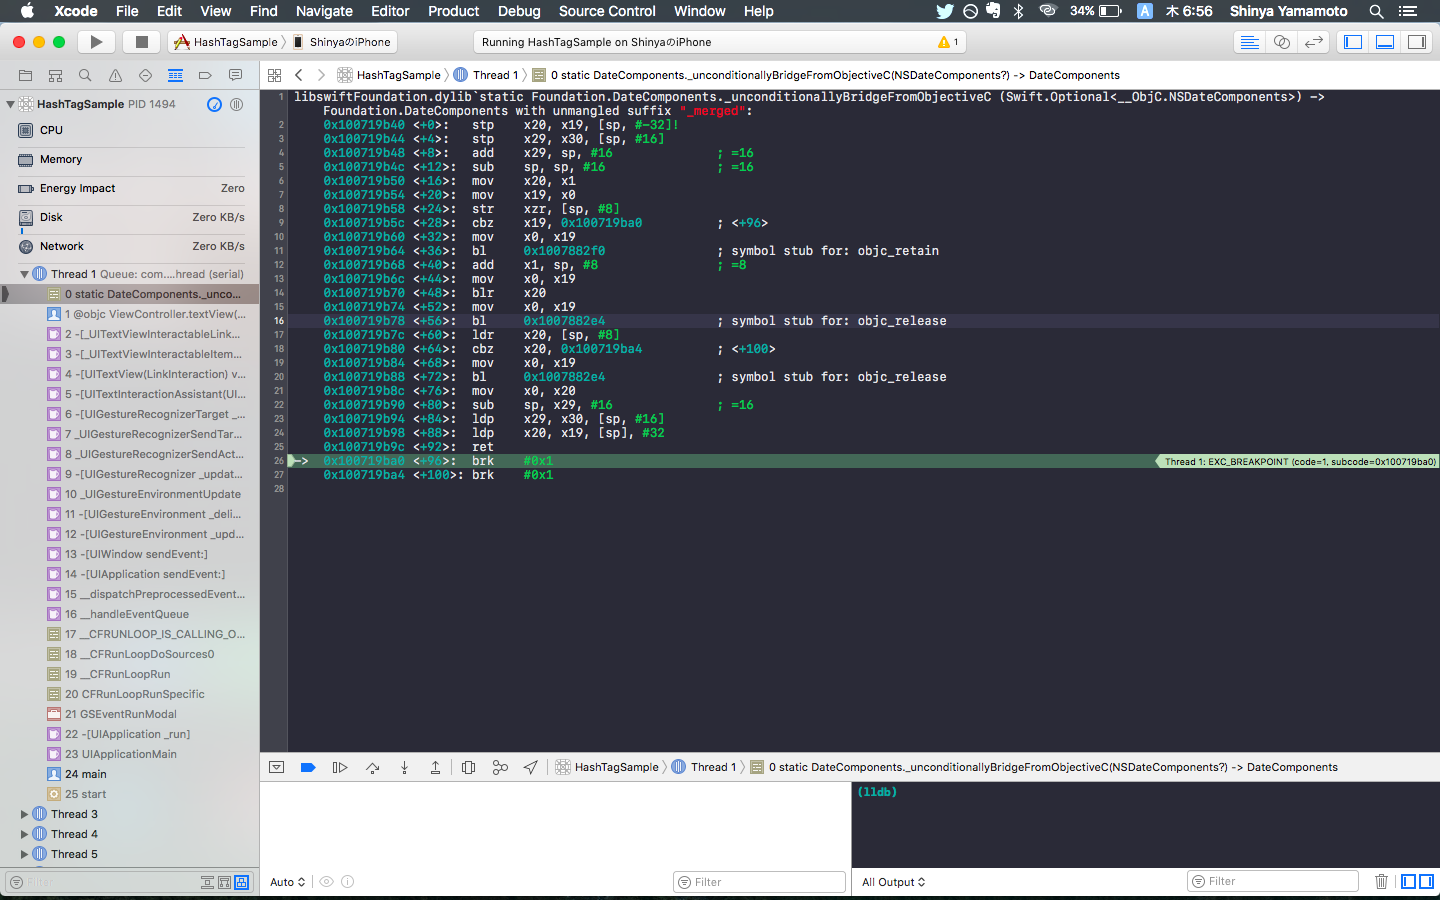 Xcode File Edit View Find Navigate Editor Product Debug Source Control Window Help 34% A 木 6:56 Shinya Yamamoto
HashTagSample ShinyaのiPhone Running HashTagSample on ShinyaのiPhone 1
HashTagSample Thread 1 0 static DateComponents._unconditionallyBridgeFromObjectiveC(NSDateComponents?) -> DateComponents
HashTagSample PID 1494
CPU
Memory
Energy Impact Zero
Disk Zero KB/s
Network Zero KB/s
Thread 1 Queue: com....hread (serial)
0 static DateComponents._unco...
1 @objc ViewController.textView(...
2 -[_UITextViewInteractableLink...
3 -[_UITextViewInteractableItem...
4 -[UITextView(LinkInteraction) v...
5 -[UITextInteractionAssistant(UI...
6 -[UIGestureRecognizerTarget _...
7 _UIGestureRecognizerSendTar...
8 _UIGestureRecognizerSendAct...
9 -[UIGestureRecognizer _updat...
10 _UIGestureEnvironmentUpdate
11 -[UIGestureEnvironment _deli...
12 -[UIGestureEnvironment _upd...
13 -[UIWindow sendEvent:]
14 -[UIApplication sendEvent:]
15 __dispatchPreprocessedEvent...
16 __handleEventQueue
17 __CFRUNLOOP_IS_CALLING_O...
18 __CFRunLoopDoSources0
19 __CFRunLoopRun
20 CFRunLoopRunSpecific
21 GSEventRunModal
22 -[UIApplication _run]
23 UIApplicationMain
24 main
25 start
Thread 3
Thread 4
Thread 5
Filter
1 libswiftFoundation.dylib`static Foundation.DateComponents._unconditionallyBridgeFromObjectiveC (Swift.Optional<__ObjC.NSDateComponents>) ->
Foundation.DateComponents with unmangled suffix "_merged":
2 0x100719b40 <+0>: stp x20, x19, [sp, #-32]!
3 0x100719b44 <+4>: stp x29, x30, [sp, #16]
4 0x100719b48 <+8>: add x29, sp, #16 ; =16
5 0x100719b4c <+12>: sub sp, sp, #16 ; =16
6 0x100719b50 <+16>: mov x20, x1
7 0x100719b54 <+20>: mov x19, x0
8 0x100719b58 <+24>: str xzr, [sp, #8]
9 0x100719b5c <+28>: cbz x19, 0x100719ba0 ; <+96>
10 0x100719b60 <+32>: mov x0, x19
11 0x100719b64 <+36>: bl 0x1007882f0 ; symbol stub for: objc_retain
12 0x100719b68 <+40>: add x1, sp, #8 ; =8
13 0x100719b6c <+44>: mov x0, x19
14 0x100719b70 <+48>: blr x20
15 0x100719b74 <+52>: mov x0, x19
16 0x100719b78 <+56>: bl 0x1007882e4 ; symbol stub for: objc_release
17 0x100719b7c <+60>: ldr x20, [sp, #8]
18 0x100719b80 <+64>: cbz x20, 0x100719ba4 ; <+100>
19 0x100719b84 <+68>: mov x0, x19
20 0x100719b88 <+72>: bl 0x1007882e4 ; symbol stub for: objc_release
21 0x100719b8c <+76>: mov x0, x20
22 0x100719b90 <+80>: sub sp, x29, #16 ; =16
23 0x100719b94 <+84>: ldp x29, x30, [sp, #16]
24 0x100719b98 <+88>: ldp x20, x19, [sp], #32
25 0x100719b9c <+92>: ret
26 -> 0x100719ba0 <+96>: brk #0x1 Thread 1: EXC_BREAKPOINT (code=1, subcode=0x100719ba0)
27 0x100719ba4 <+100>: brk #0x1
28
HashTagSample Thread 1 0 static DateComponents._unconditionallyBridgeFromObjectiveC(NSDateComponents?) -> DateComponents
(lldb)
Auto Filter All Output Filter